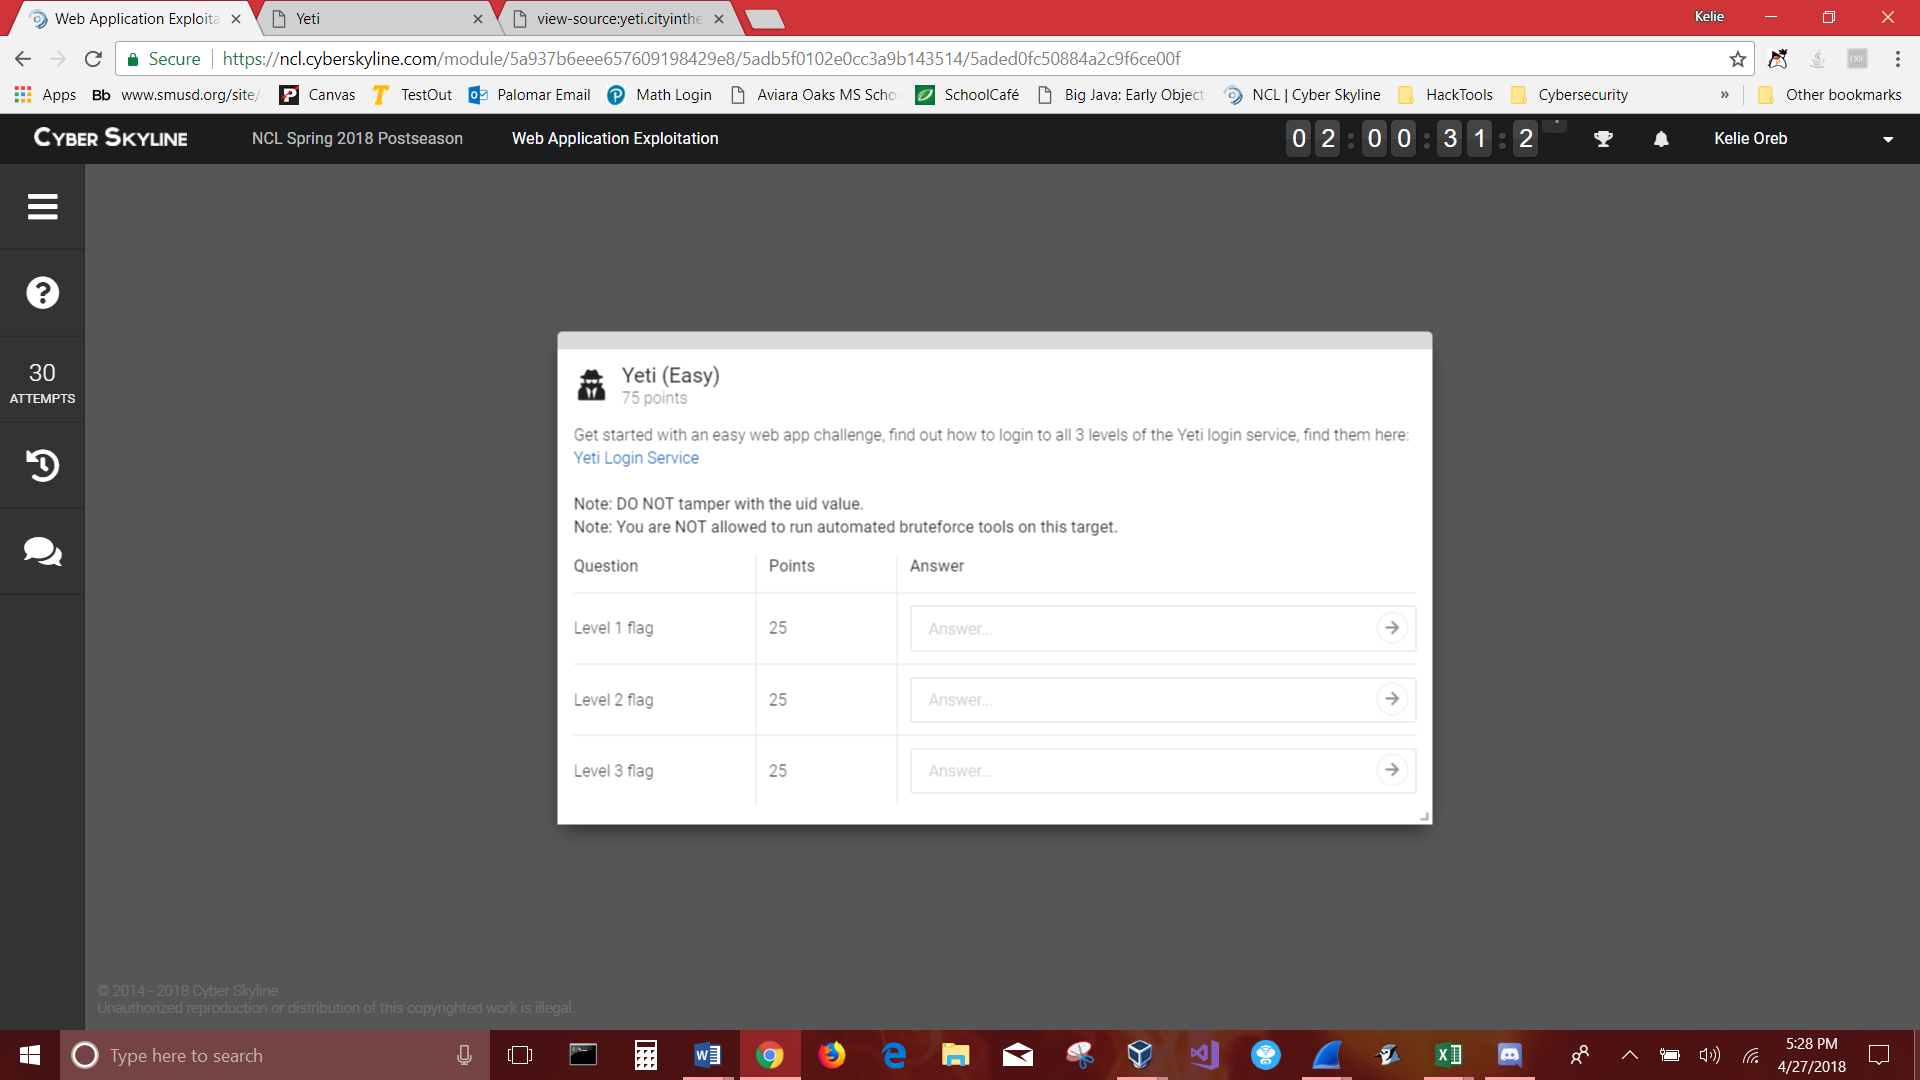 Web Application Exploita
Yeti
view-source:yeti.cityinthe
Kelie
Secure
https://ncl.cyberskyline.com/module/5a937b6eee657609198429e8/5adb5f0102e0cc3a9b143514/5aded0fc50884a2c9f6ce00f
Apps
Bb www.smusd.org/site/
Canvas
TestOut
Palomar Email
Math Login
Aviara Oaks MS Scho
SchoolCafé
Big Java: Early Object
NCL | Cyber Skyline
HackTools
Cybersecurity
»
Other bookmarks
CYBER SKYLINE
NCL Spring 2018 Postseason
Web Application Exploitation
02:00:31:2
Kelie Oreb
30
ATTEMPTS
Yeti (Easy)
75 points
Get started with an easy web app challenge, find out how to login to all 3 levels of the Yeti login service, find them here:
Yeti Login Service
Note: DO NOT tamper with the uid value.
Note: You are NOT allowed to run automated bruteforce tools on this target.
Question Points Answer
Level 1 flag 25 Answer...
Level 2 flag 25 Answer...
Level 3 flag 25 Answer...
© 2014 - 2018 Cyber Skyline
Unauthorized reproduction or distribution of this copyrighted work is illegal.
Type here to search
5:28 PM
4/27/2018